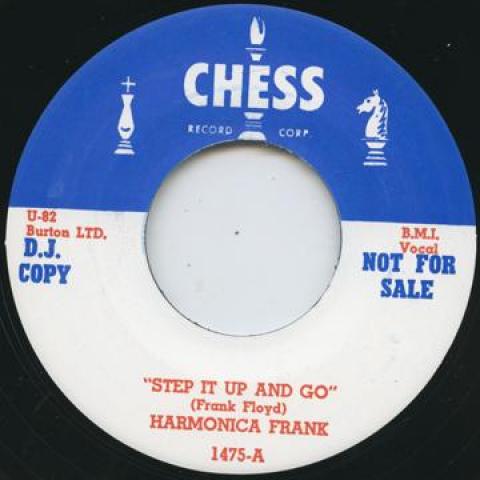 CHESS
RECORD CORP.
U-82
Burton LTD.
D.J.
COPY
B.M.I.
Vocal
NOT FOR
SALE
"STEP IT UP AND GO"
(Frank Floyd)
HARMONICA FRANK
1475-A